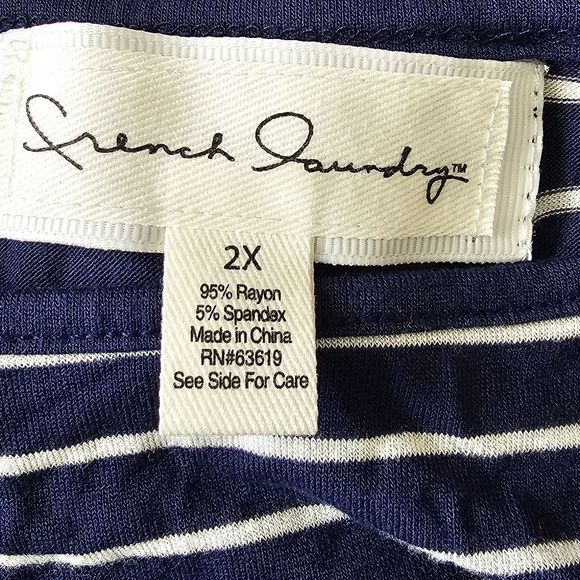 French Laundry™
2X
95% Rayon
5% Spandex
Made in China
RN#63619
See Side For Care